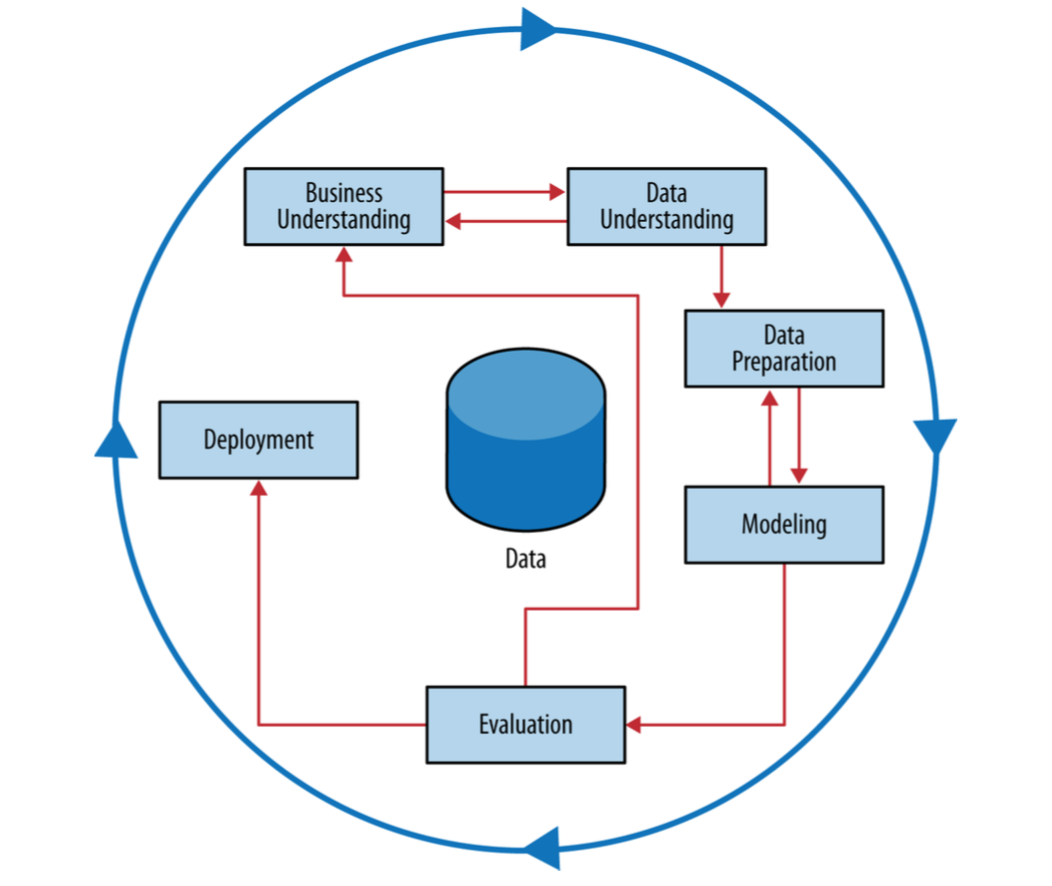 Business
Understanding
Data
Understanding
Data
Preparation
Deployment
Modeling
Data
Evaluation